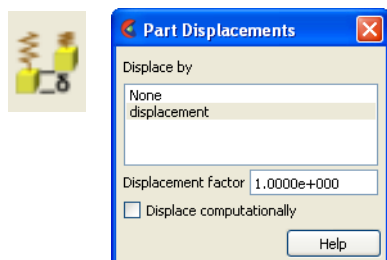 δ
Part Displacements
Displace by
None
displacement
Displacement factor 1.0000e+000
Displace computationally
Help